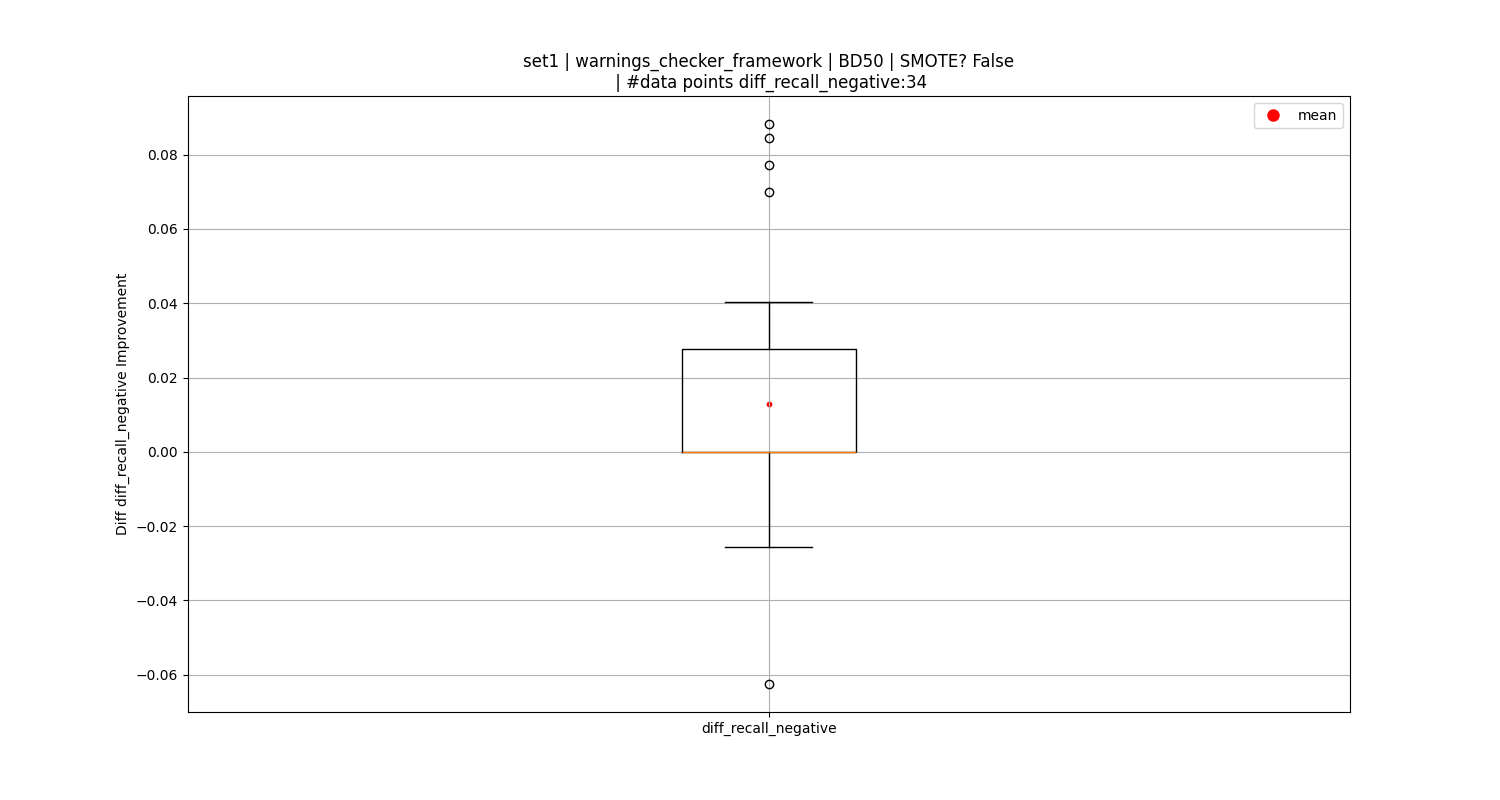 set1 | warnings_checker_framework | BD50 | SMOTE? False
| #data points diff_recall_negative:34
mean
0.08
0.06
0.04
0.02
0.00
−0.02
−0.04
−0.06
Diff diff_recall_negative Improvement
diff_recall_negative